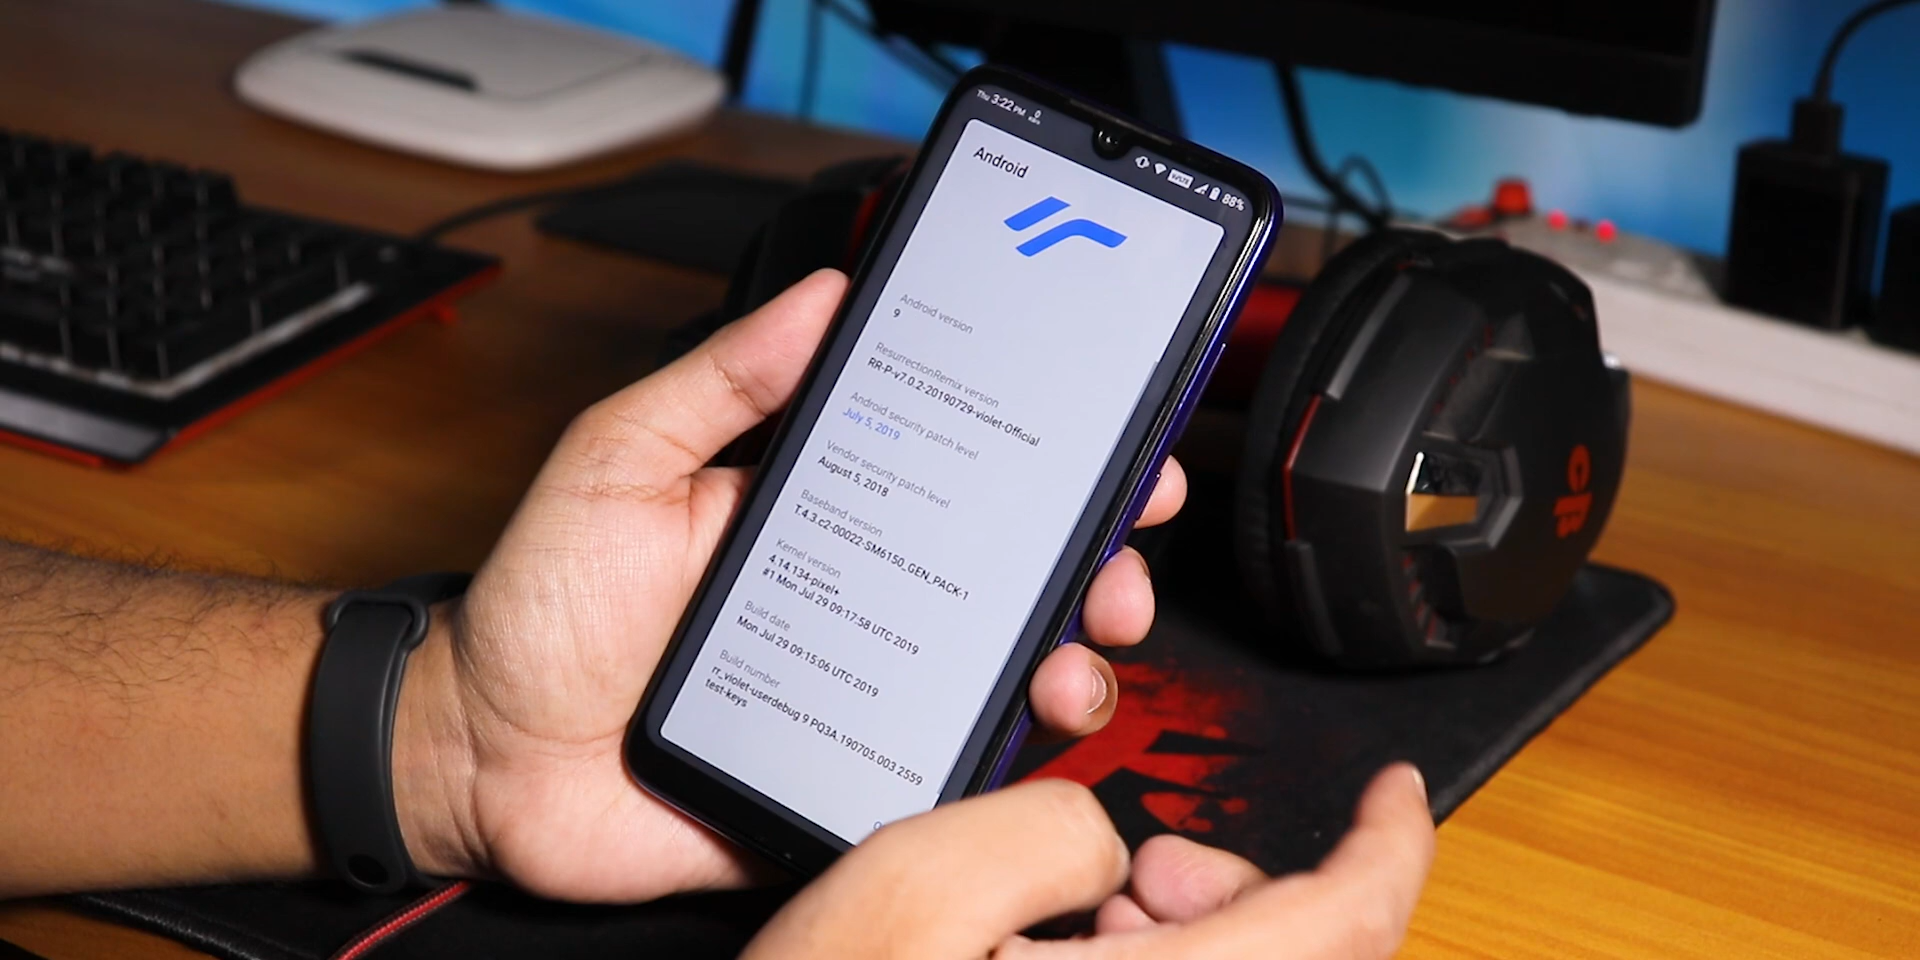 Thu 3:22 PM 0 KB/s
VoLTE 88%
Android
Android version
9
ResurrectionRemix version
RR-P-v7.0.2-20190729-violet-Official
Android security patch level
July 5, 2019
Vendor security patch level
August 5, 2018
Baseband version
T.4.3.c2-00022-SM6150_GEN_PACK-1
Kernel version
4.14.134-pixel+
#1 Mon Jul 29 09:17:58 UTC 2019
Build date
Mon Jul 29 09:15:06 UTC 2019
Build number
rr_violet-userdebug 9 PQ3A.190705.003 2559
test-keys